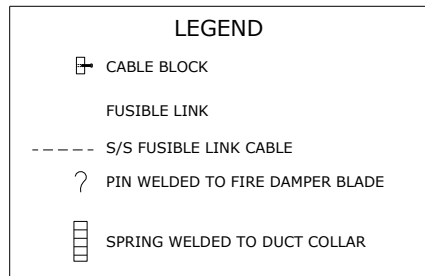 LEGEND
CABLE BLOCK
FUSIBLE LINK
S/S FUSIBLE LINK CABLE
PIN WELDED TO FIRE DAMPER BLADE
SPRING WELDED TO DUCT COLLAR